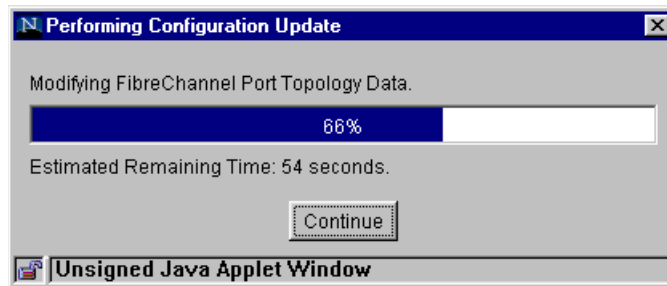 N Performing Configuration Update
Modifying FibreChannel Port Topology Data.
66%
Estimated Remaining Time: 54 seconds.
Continue
Unsigned Java Applet Window